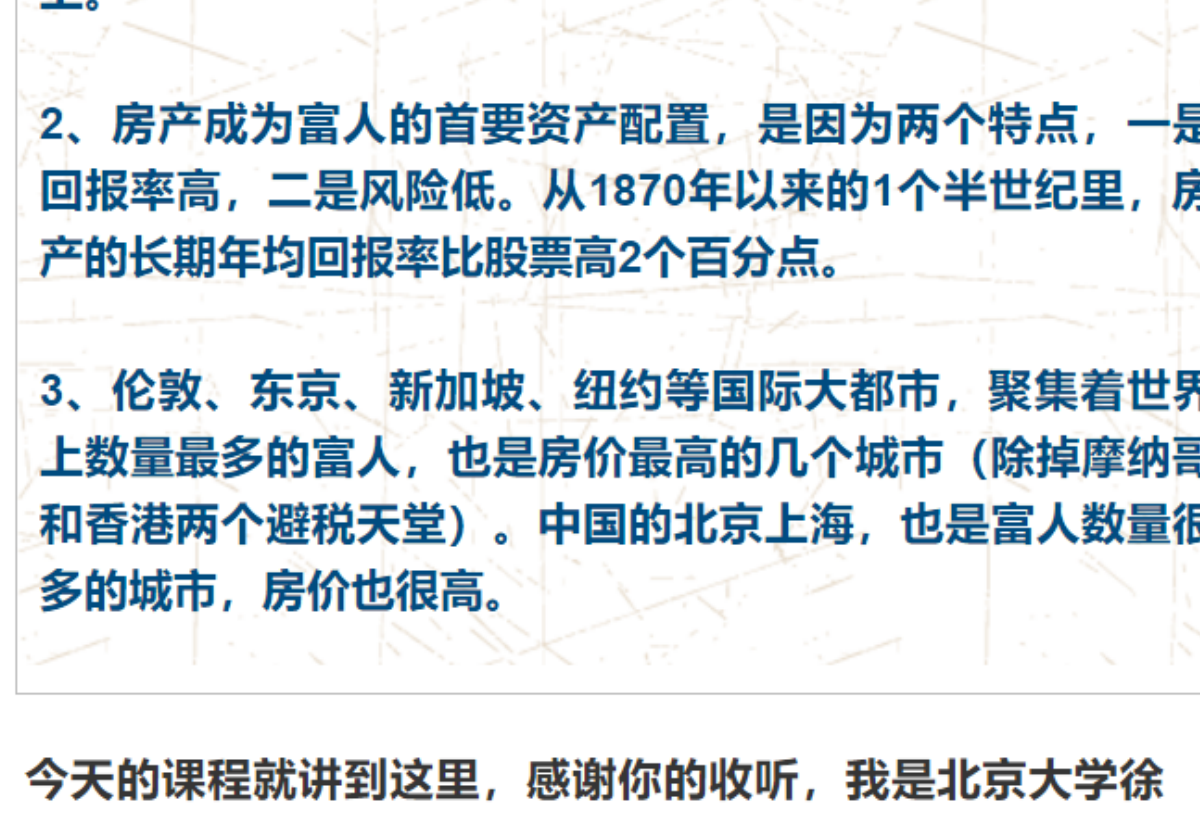 2、房产成为富人的首要资产配置，是因为两个特点，一是
回报率高，二是风险低。从1870年以来的1个半世纪里，房
产的长期年均回报率比股票高2个百分点。
3、伦敦、东京、新加坡、纽约等国际大都市，聚集着世界
上数量最多的富人，也是房价最高的几个城市（除掉摩纳哥
和香港两个避税天堂）。中国的北京上海，也是富人数量很
多的城市，房价也很高。
今天的课程就讲到这里，感谢你的收听，我是北京大学徐